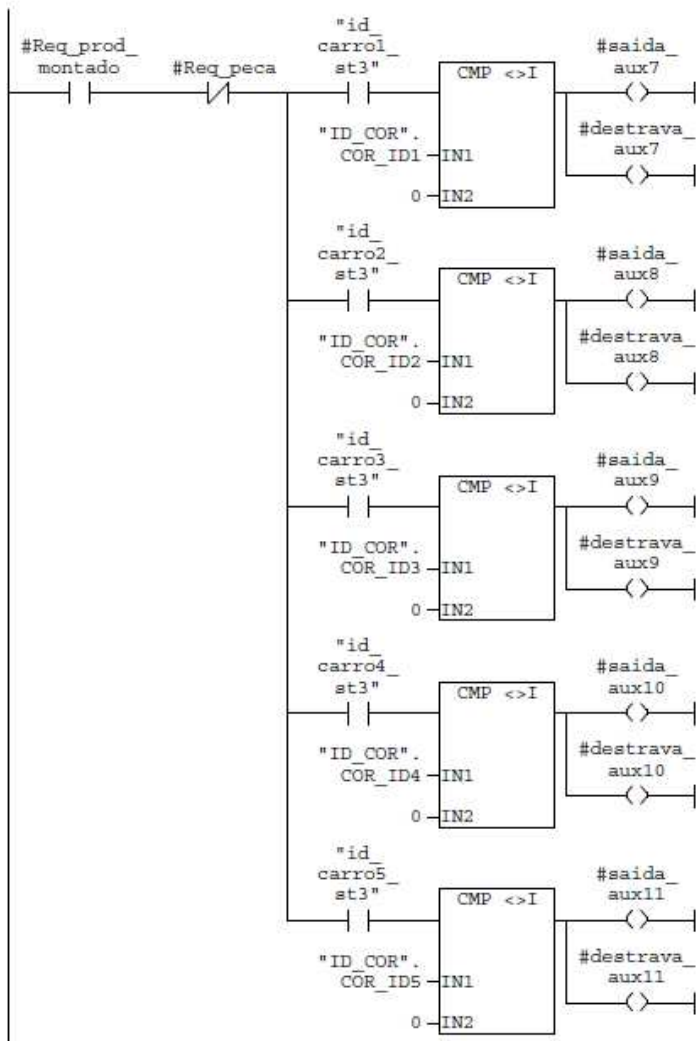 #Req_prod_
montado
#Req_peca
"id_
carro1_
st3"
CMP <>I
#saida_
aux7
#destrava_
aux7
"ID_COR".
COR_ID1
IN1
0
IN2
"id_
carro2_
st3"
CMP <>I
#saida_
aux8
#destrava_
aux8
"ID_COR".
COR_ID2
IN1
0
IN2
"id_
carro3_
st3"
CMP <>I
#saida_
aux9
#destrava_
aux9
"ID_COR".
COR_ID3
IN1
0
IN2
"id_
carro4_
st3"
CMP <>I
#saida_
aux10
#destrava_
aux10
"ID_COR".
COR_ID4
IN1
0
IN2
"id_
carro5_
st3"
CMP <>I
#saida_
aux11
#destrava_
aux11
"ID_COR".
COR_ID5
IN1
0
IN2